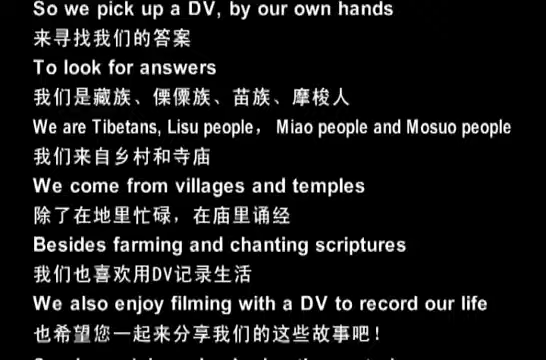 So we pick up a DV, by our own hands
来寻找我们的答案
To look for answers
我们是藏族、傈僳族、苗族、摩梭人
We are Tibetans, Lisu people， Miao people and Mosuo people
我们来自乡村和寺庙
We come from villages and temples
除了在地里忙碌，在庙里诵经
Besides farming and chanting scriptures
我们也喜欢用DV记录生活
We also enjoy filming with a DV to record our life
也希望您一起来分享我们的这些故事吧！